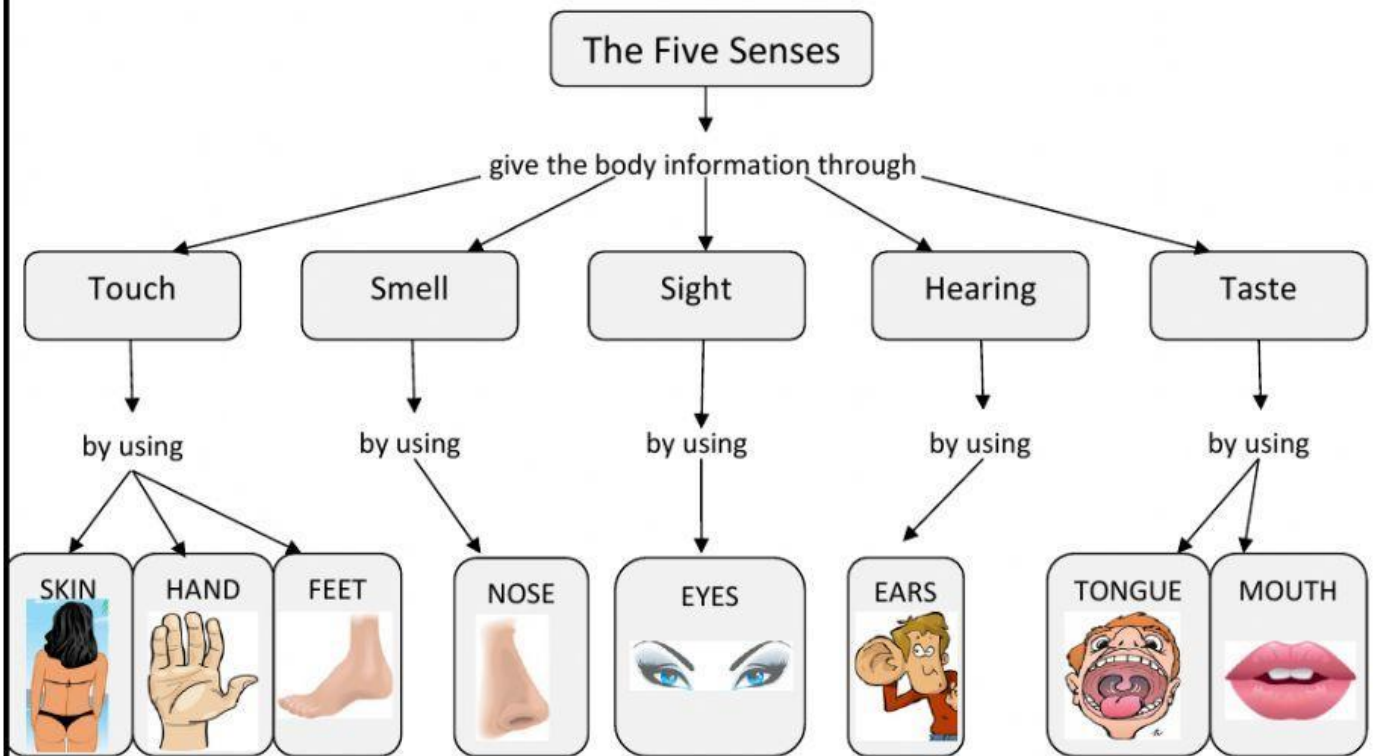 The Five Senses
give the body information through
Touch
Smell
Sight
Hearing
Taste
by using
by using
by using
by using
by using
SKIN
HAND
FEET
NOSE
EYES
EARS
TONGUE
MOUTH